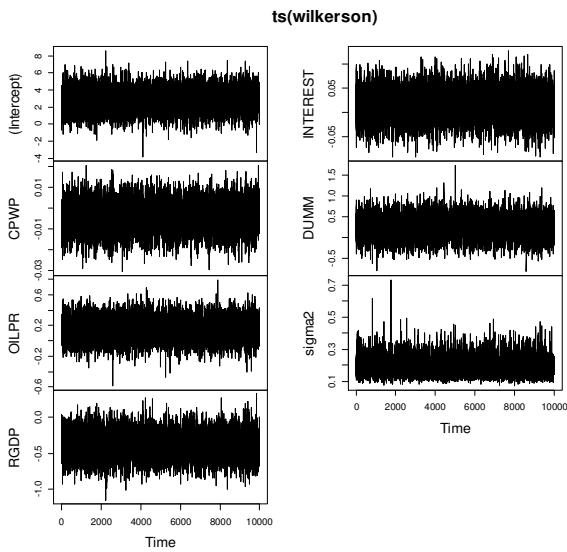 ts(wilkerson)
(Intercept)
-4 -2 0 2 4 6 8
CPWP
-0.03 -0.01 0.01
OILPR
-0.6 -0.2 0.2 0.6
RGDP
-1.0 -0.5 0.0
0 2000 4000 6000 8000 10000
Time
INTEREST
-0.05 0.05
DUMM
-0.5 0.5 1.0 1.5
sigma2
0.1 0.3 0.5 0.7
0 2000 4000 6000 8000 10000
Time